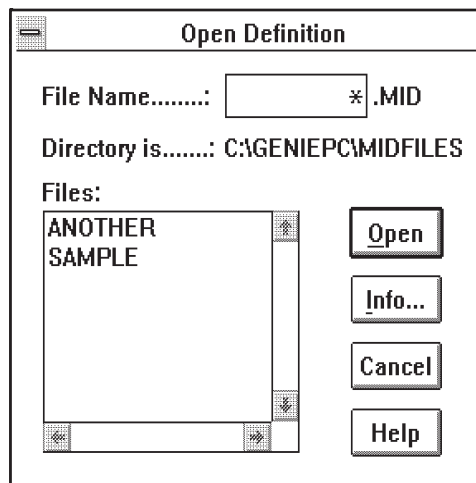 Open Definition
File Name........: * .MID
Directory is.......: C:\GENIEPC\MIDFILES
Files:
ANOTHER
SAMPLE
Open
Info...
Cancel
Help